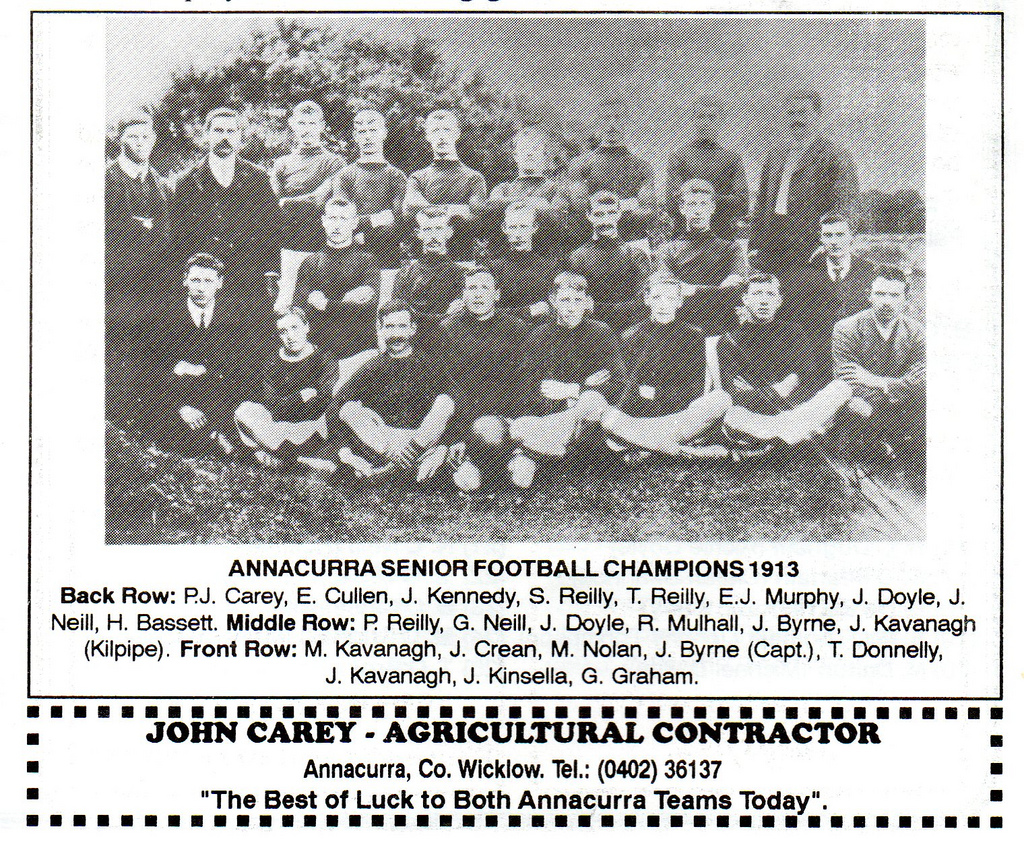 ANNACURRA SENIOR FOOTBALL CHAMPIONS 1913
Back Row: P.J. Carey, E. Cullen, J. Kennedy, S. Reilly, T. Reilly, E.J. Murphy, J. Doyle, J.
Neill, H. Bassett. Middle Row: P. Reilly, G. Neill, J. Doyle, R. Mulhall, J. Byrne, J. Kavanagh
(Kilpipe). Front Row: M. Kavanagh, J. Crean, M. Nolan, J. Byrne (Capt.), T. Donnelly,
J. Kavanagh, J. Kinsella, G. Graham.
JOHN CAREY - AGRICULTURAL CONTRACTOR
Annacurra, Co. Wicklow. Tel.: (0402) 36137
"The Best of Luck to Both Annacurra Teams Today".